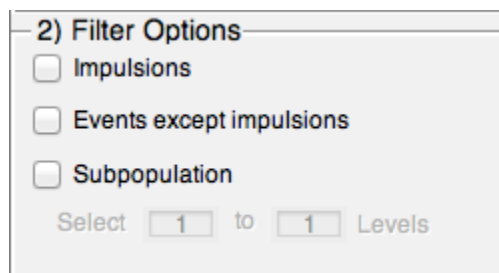 2) Filter Options
Impulsions
Events except impulsions
Subpopulation
Select 1 to 1 Levels